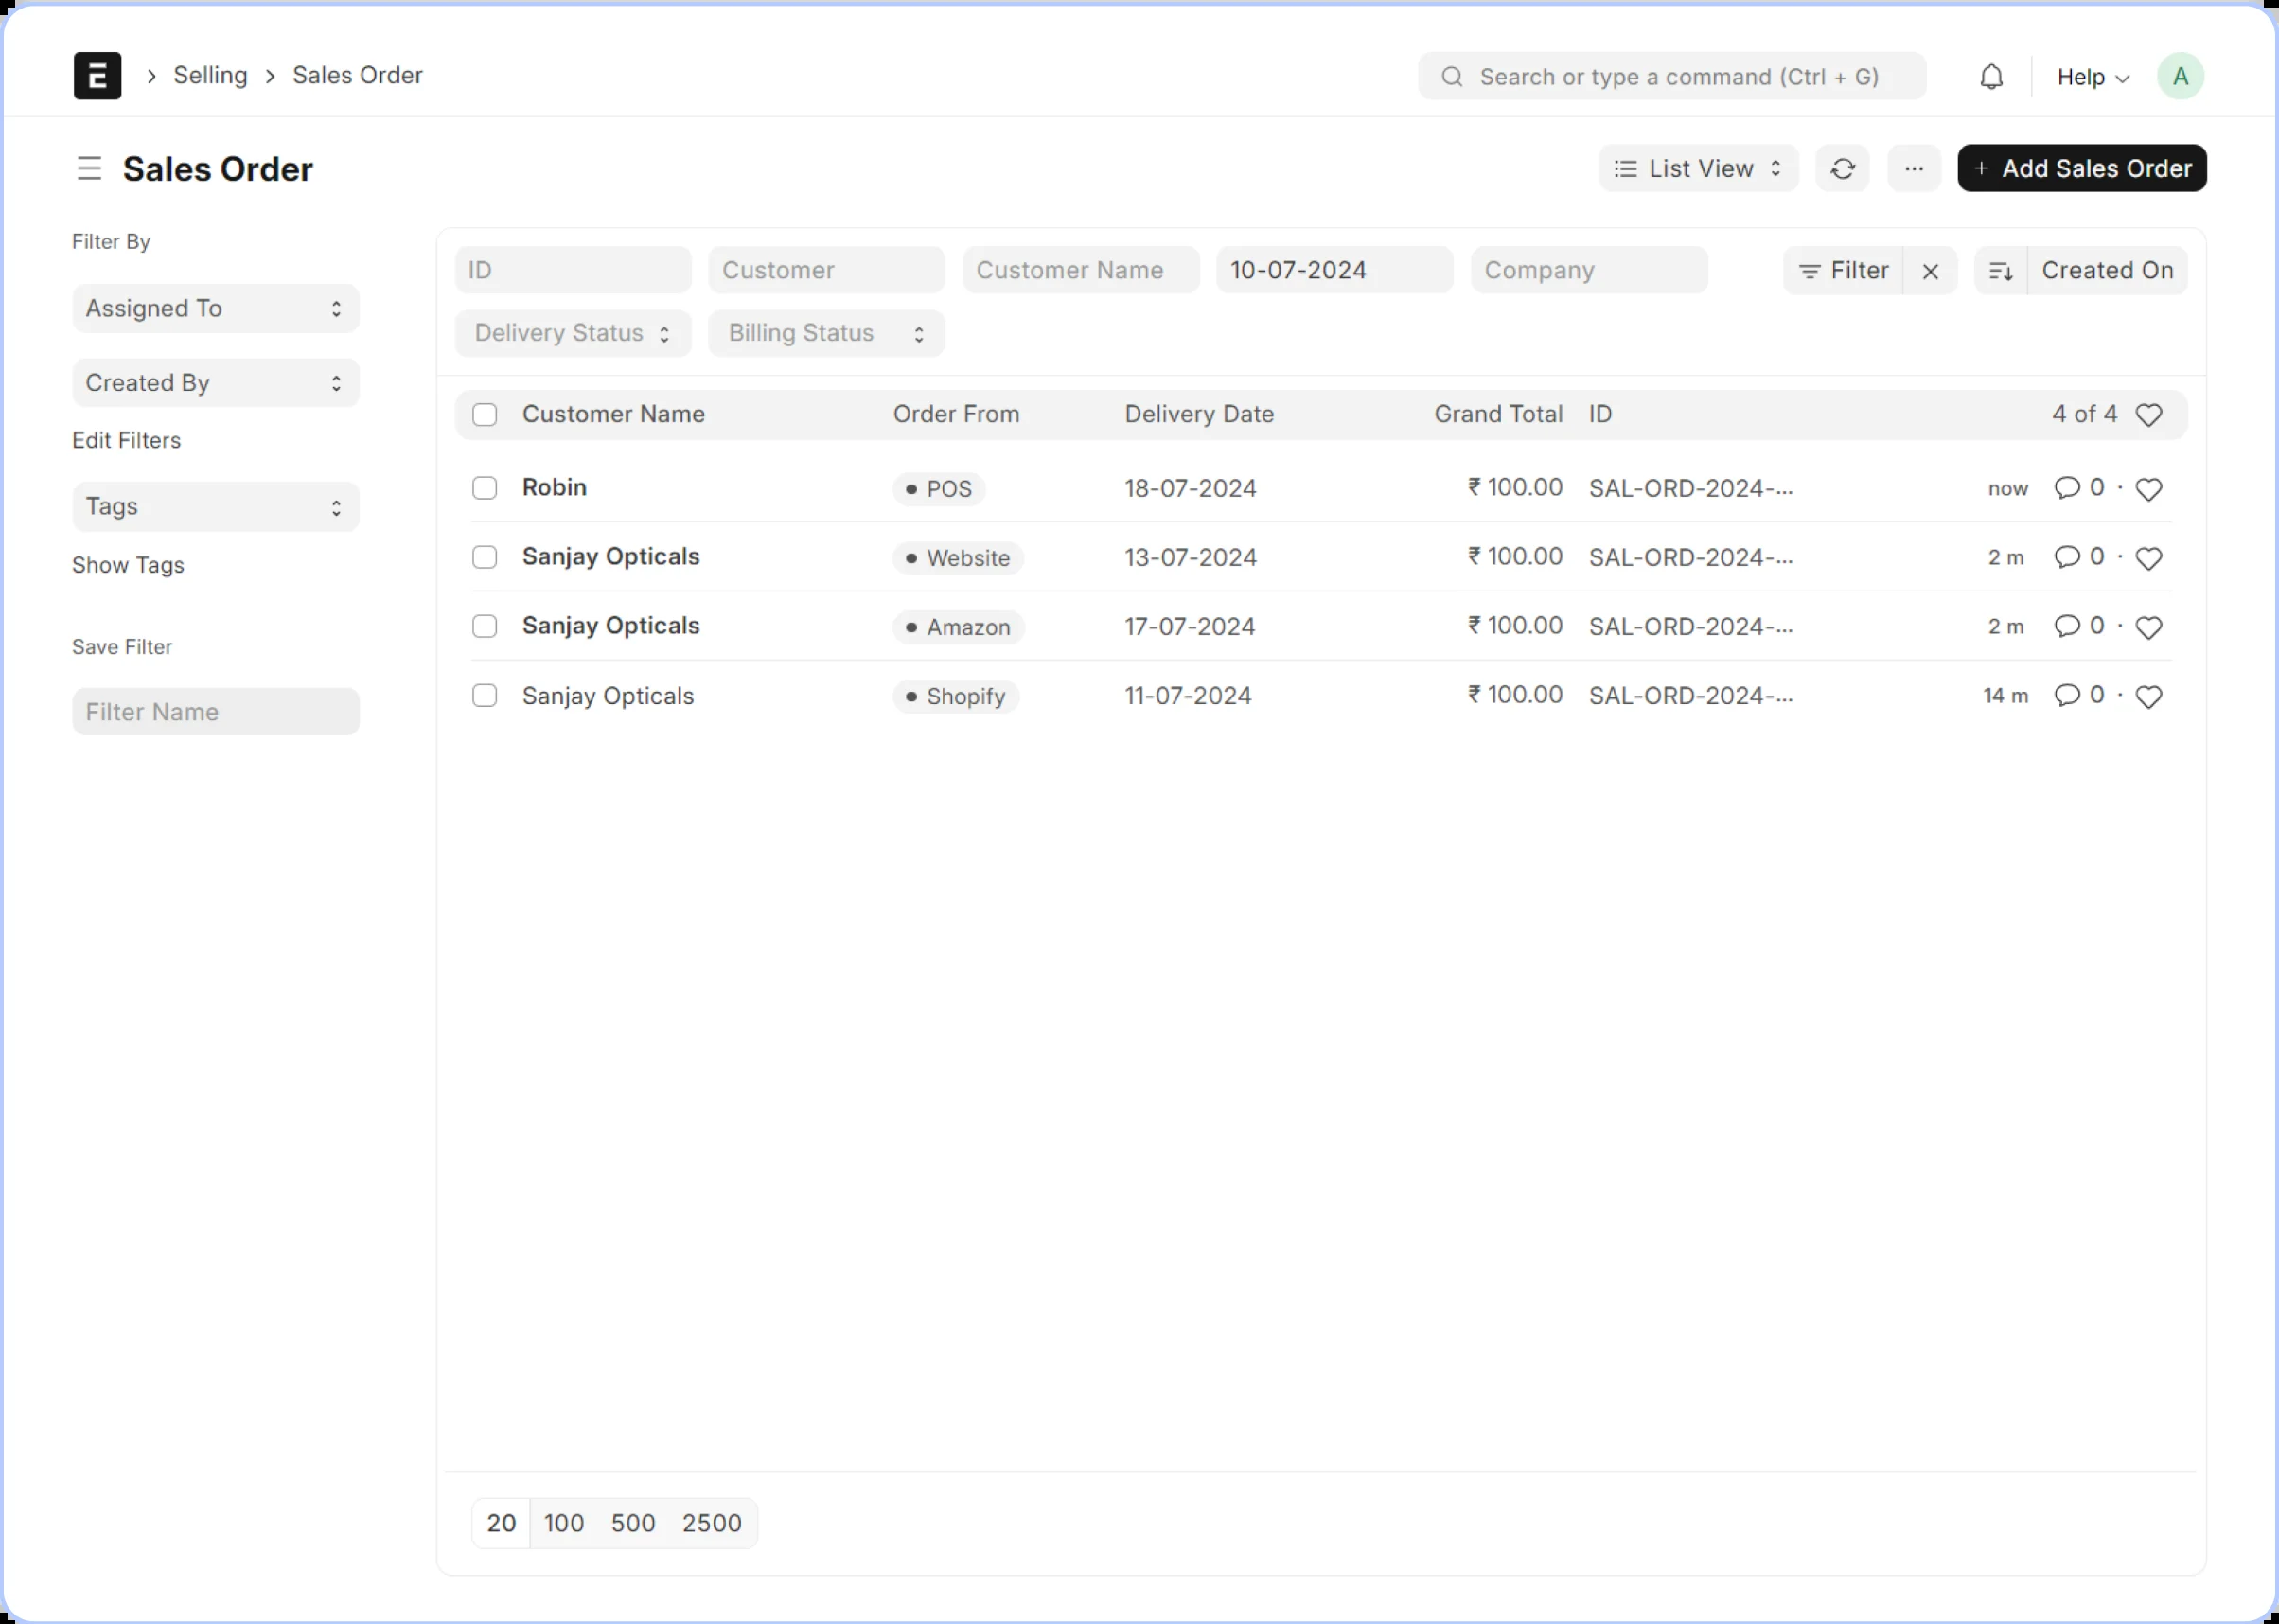 E > Selling > Sales Order Search or type a command (Ctrl + G) Help A
Sales Order List View ... + Add Sales Order
Filter By
Assigned To
Created By
Edit Filters
Tags
Show Tags
Save Filter
Filter Name
ID Customer Customer Name 10-07-2024 Company Filter × Created On
Delivery Status Billing Status
Customer Name Order From Delivery Date Grand Total ID 4 of 4
Robin • POS 18-07-2024 ₹ 100.00 SAL-ORD-2024-... now 0 ·
Sanjay Opticals • Website 13-07-2024 ₹ 100.00 SAL-ORD-2024-... 2 m 0 ·
Sanjay Opticals • Amazon 17-07-2024 ₹ 100.00 SAL-ORD-2024-... 2 m 0 ·
Sanjay Opticals • Shopify 11-07-2024 ₹ 100.00 SAL-ORD-2024-... 14 m 0 ·
20 100 500 2500